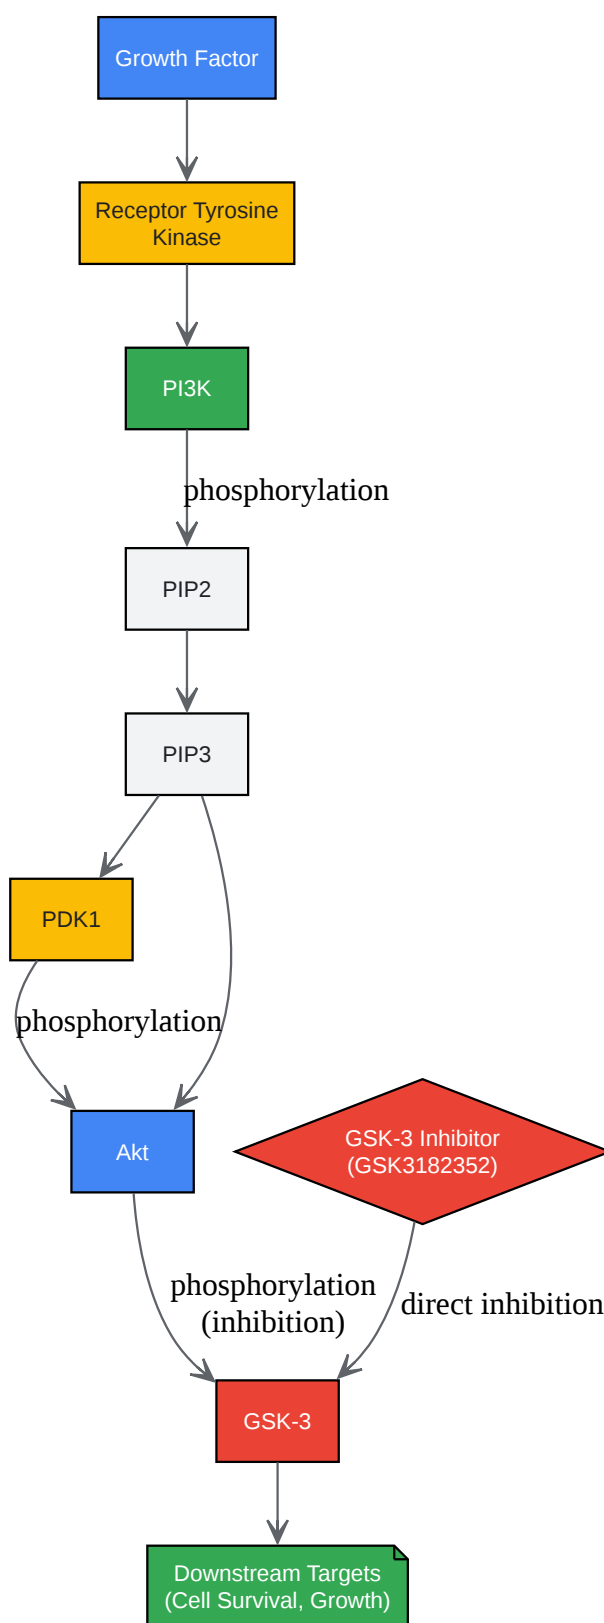 Growth Factor
Receptor Tyrosine
Kinase
PI3K
phosphorylation
PIP2
PIP3
PDK1
phosphorylation
Akt
GSK-3 Inhibitor
(GSK3182352)
phosphorylation
(inhibition)
direct inhibition
GSK-3
Downstream Targets
(Cell Survival, Growth)